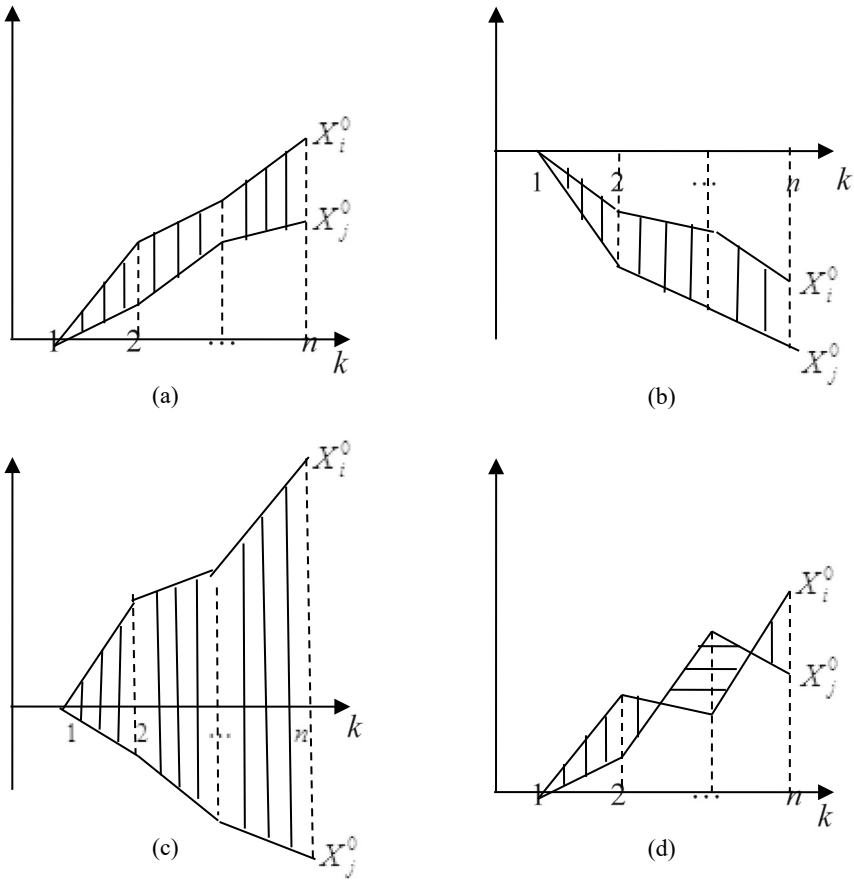 X_i^0
X_j^0
1 2 … n
k
(a)
1 2 … n k
X_i^0
X_j^0
(b)
X_i^0
1 2 … n k
X_j^0
(c)
X_i^0
X_j^0
1 2 … n
k
(d)